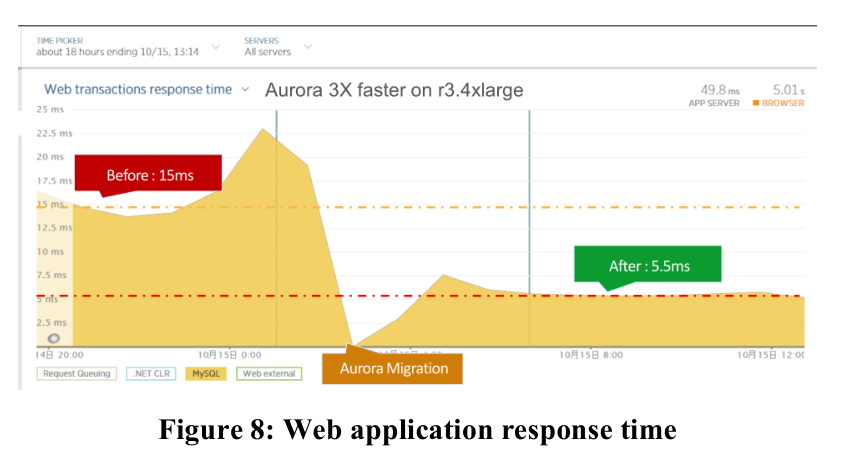 TIME PICKER
about 18 hours ending 10/15, 13:14
SERVERS
All servers
Web transactions response time
Aurora 3X faster on r3.4xlarge
49.8 ms
APP SERVER
5.01 s
BROWSER
25 ms
22.5 ms
20 ms
17.5 ms
Before : 15ms
15 ms
12.5 ms
10 ms
7.5 ms
After : 5.5ms
5 ms
2.5 ms
14日 20:00
10月15日 0:00
10月15日 8:00
10月15日 12:00
Aurora Migration
Request Queuing
.NET CLR
MySQL
Web external
Figure 8: Web application response time